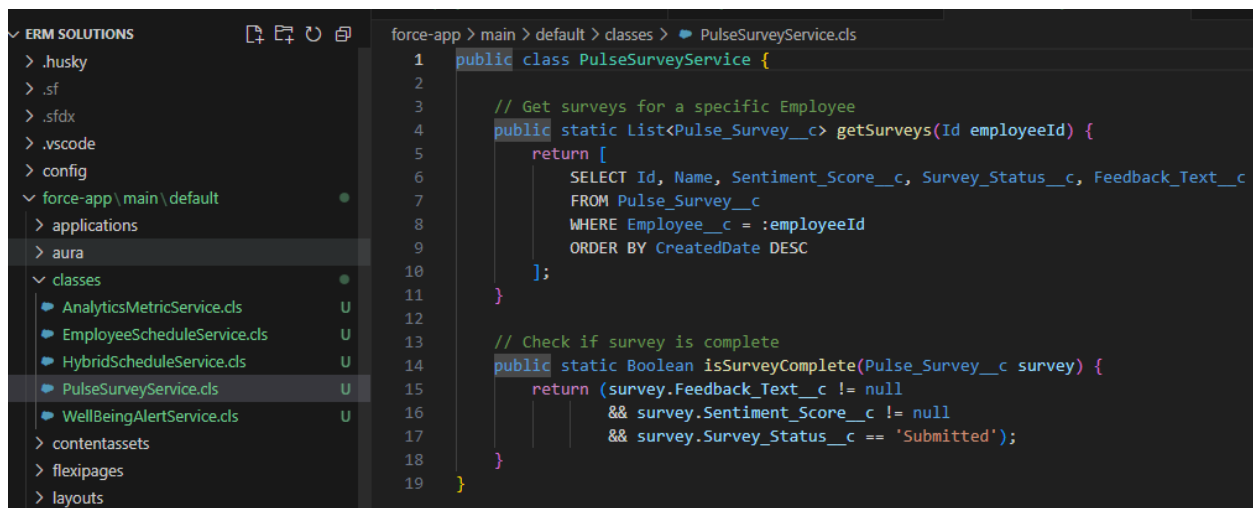 ERM SOLUTIONS
> .husky
> .sf
> .sfdx
> .vscode
> config
force-app\main\default
> applications
> aura
classes
AnalyticsMetricService.cls U
EmployeeScheduleService.cls U
HybridScheduleService.cls U
PulseSurveyService.cls U
WellBeingAlertService.cls U
> contentassets
> flexipages
> layouts
force-app > main > default > classes > PulseSurveyService.cls
1 public class PulseSurveyService {
2
3 // Get surveys for a specific Employee
4 public static List<Pulse_Survey__c> getSurveys(Id employeeId) {
5 return [
6 SELECT Id, Name, Sentiment_Score__c, Survey_Status__c, Feedback_Text__c
7 FROM Pulse_Survey__c
8 WHERE Employee__c = :employeeId
9 ORDER BY CreatedDate DESC
10 ];
11 }
12
13 // Check if survey is complete
14 public static Boolean isSurveyComplete(Pulse_Survey__c survey) {
15 return (survey.Feedback_Text__c != null
16 && survey.Sentiment_Score__c != null
17 && survey.Survey_Status__c == 'Submitted');
18 }
19 }